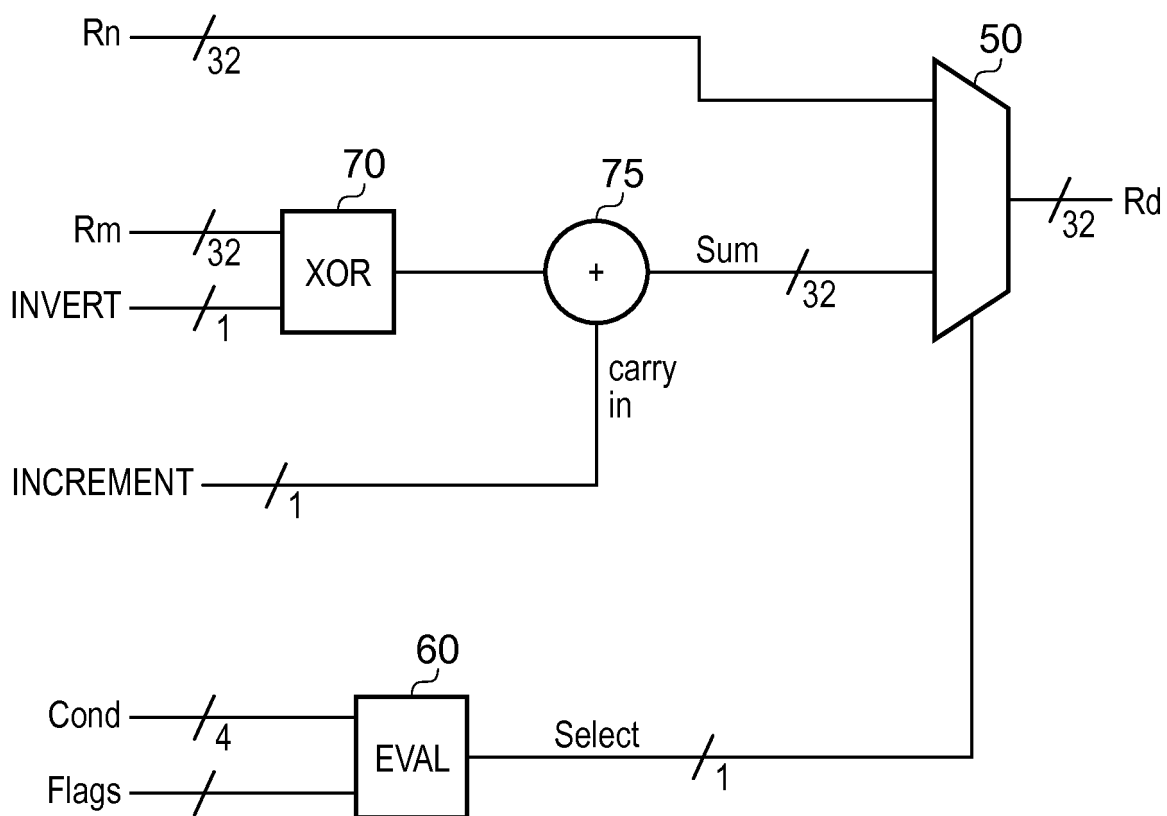 Rn
32
50
70
75
Rm
32
XOR
+
Sum
32
32
Rd
INVERT
1
carry
in
INCREMENT
1
60
Cond
4
EVAL
Select
1
Flags